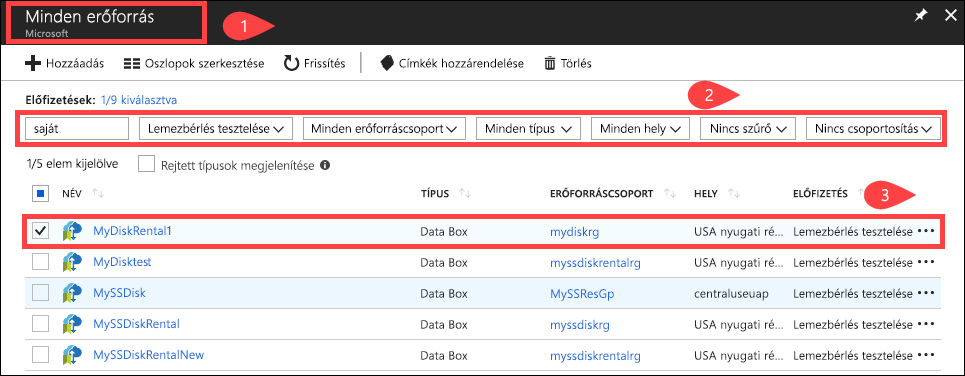 Minden erőforrás
Microsoft
1
Hozzáadás Oszlopok szerkesztése Frissítés Címkék hozzárendelése Törlés
Előfizetések: 1/9 kiválasztva
2
saját Lemezbérlés tesztelése Minden erőforráscsoport Minden típus Minden hely Nincs szűrő Nincs csoportosítás
1/5 elem kijelölve Rejtett típusok megjelenítése
NÉV TÍPUS ERŐFORRÁSCSOPORT HELY ELŐFIZETÉS
3
MyDiskRental1 Data Box mydiskrg USA nyugati ré... Lemezbérlés tesztelése
MyDisktest Data Box myssdiskrentalrg USA nyugati ré... Lemezbérlés tesztelése
MySSDisk Data Box MySSResGp centraluseuap Lemezbérlés tesztelése
MySSDiskRental Data Box myssdiskrg USA nyugati ré... Lemezbérlés tesztelése
MySSDiskRentalNew Data Box myssdiskrentalrg USA nyugati ré... Lemezbérlés tesztelése